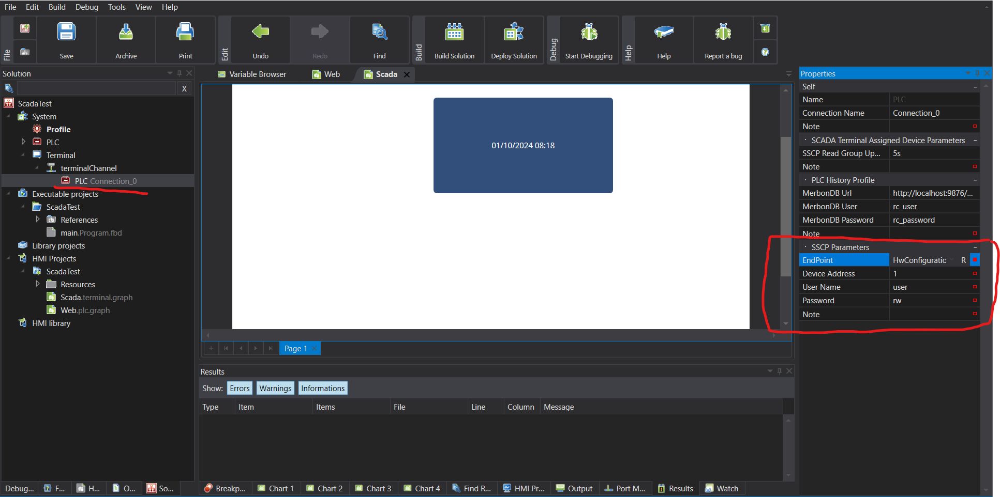 File Edit Build Debug Tools View Help
File
Save
Archive
Print
Edit
Undo
Redo
Find
Build
Build Solution
Deploy Solution
Debug
Start Debugging
Help
Help
Report a bug
Solution
X
ScadaTest
System
Profile
PLC
Terminal
terminalChannel
PLC Connection_0
Executable projects
ScadaTest
References
main.Program.fbd
Library projects
HMI Projects
ScadaTest
Resources
Scada.terminal.graph
Web.plc.graph
HMI library
Debug... F... H... O... So...
Variable Browser Web Scada
01/10/2024 08:18
Page 1
Results
Show: Errors Warnings Informations
Type Item Items File Line Column Message
Breakp... Chart 1 Chart 2 Chart 3 Chart 4 Find R... HMI Pr... Output Port M... Results Watch
Properties
Self
Name PLC
Connection Name Connection_0
Note
SCADA Terminal Assigned Device Parameters
SSCP Read Group Up... 5s
Note
PLC History Profile
MerbonDB Url http://localhost:9876/...
MerbonDB User rc_user
MerbonDB Password rc_password
Note
SSCP Parameters
EndPoint HwConfiguratio R
Device Address 1
User Name user
Password rw
Note